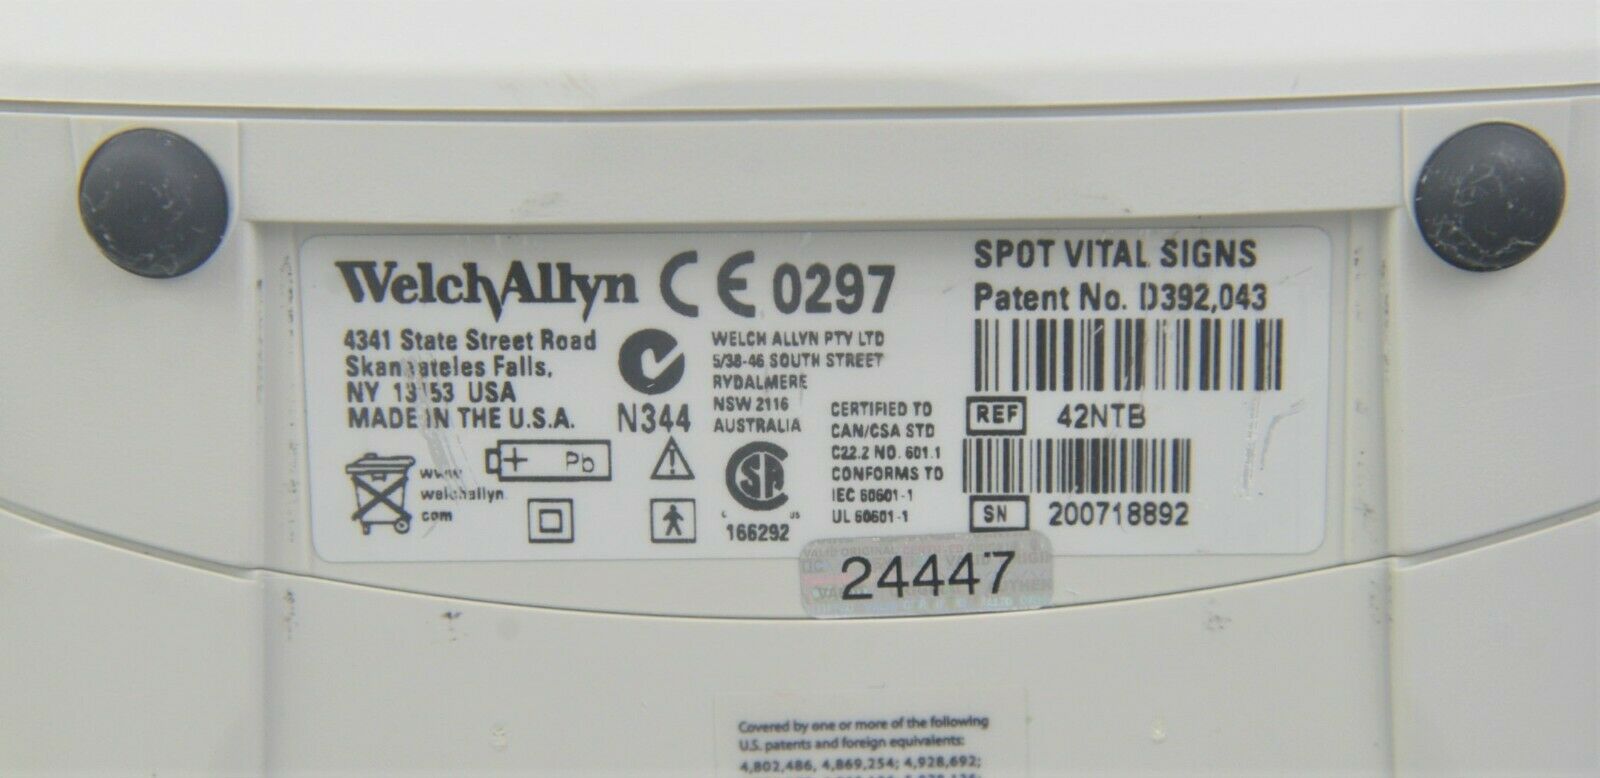 WelchAllyn CE 0297
4341 State Street Road
Skaneateles Falls,
NY 13153 USA
MADE IN THE U.S.A.
N344
WELCH ALLYN PTY LTD
5/38-46 SOUTH STREET
RYDALMERE
NSW 2116
AUSTRALIA
www.
welchallyn.
com
+ Pb
CSA
C US
166292
CERTIFIED TO
CAN/CSA STD
C22.2 NO. 601.1
CONFORMS TO
IEC 60601-1
UL 60601-1
SPOT VITAL SIGNS
Patent No. D392,043
REF 42NTB
SN 200718892
VALID ORIGINAL
24447
Covered by one or more of the following
U.S. patents and foreign equivalents:
4,802,486, 4,869,254; 4,928,692;